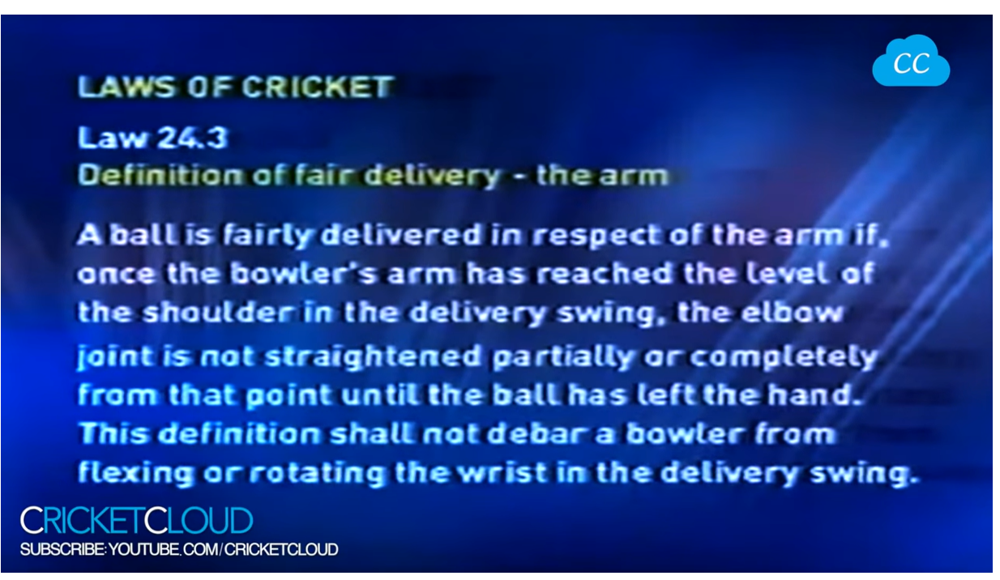 CC
LAWS OF CRICKET
Law 24.3
Definition of fair delivery - the arm
A ball is fairly delivered in respect of the arm if,
once the bowler's arm has reached the level of
the shoulder in the delivery swing, the elbow
joint is not straightened partially or completely
from that point until the ball has left the hand.
This definition shall not debar a bowler from
flexing or rotating the wrist in the delivery swing.
CRICKETCLOUD
SUBSCRIBE: YOUTUBE.COM/CRICKETCLOUD